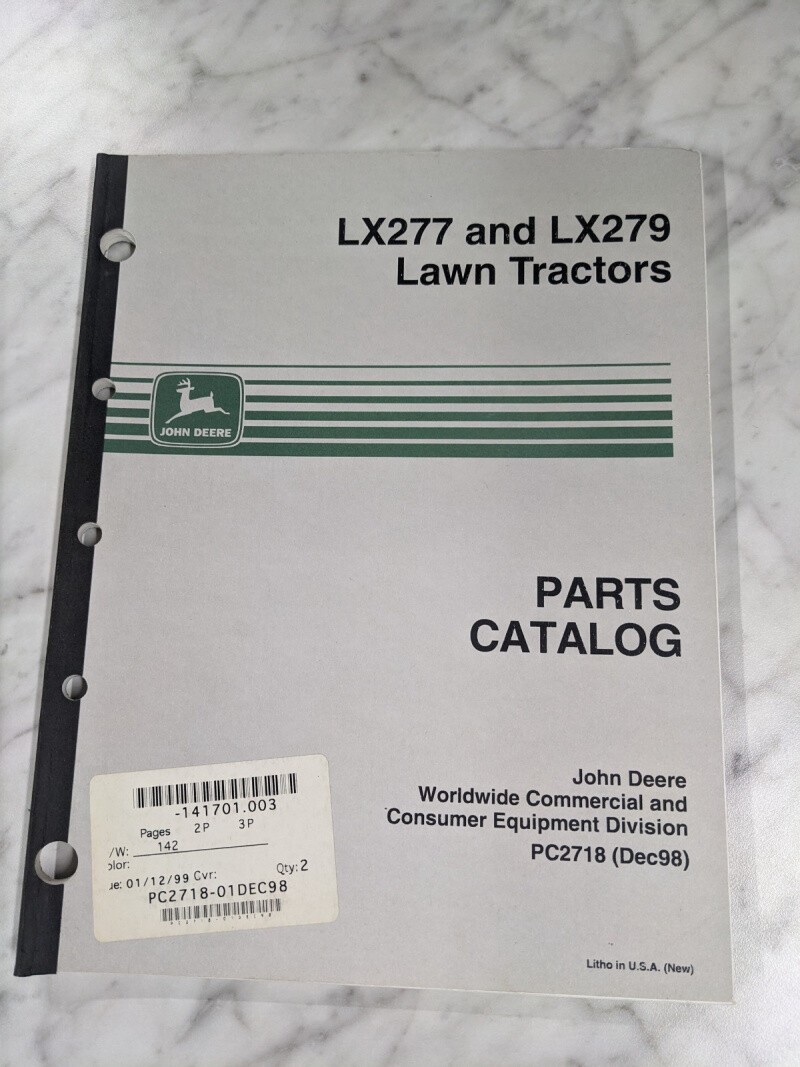 LX277 and LX279
Lawn Tractors
JOHN DEERE
PARTS
CATALOG
John Deere
Worldwide Commercial and
Consumer Equipment Division
PC2718 (Dec98)
-141701.003
Pages 2P 3P
/W: 142
olor:
ue: 01/12/99 Cvr: Qty: 2
PC2718-01DEC98
Litho in U.S.A. (New)